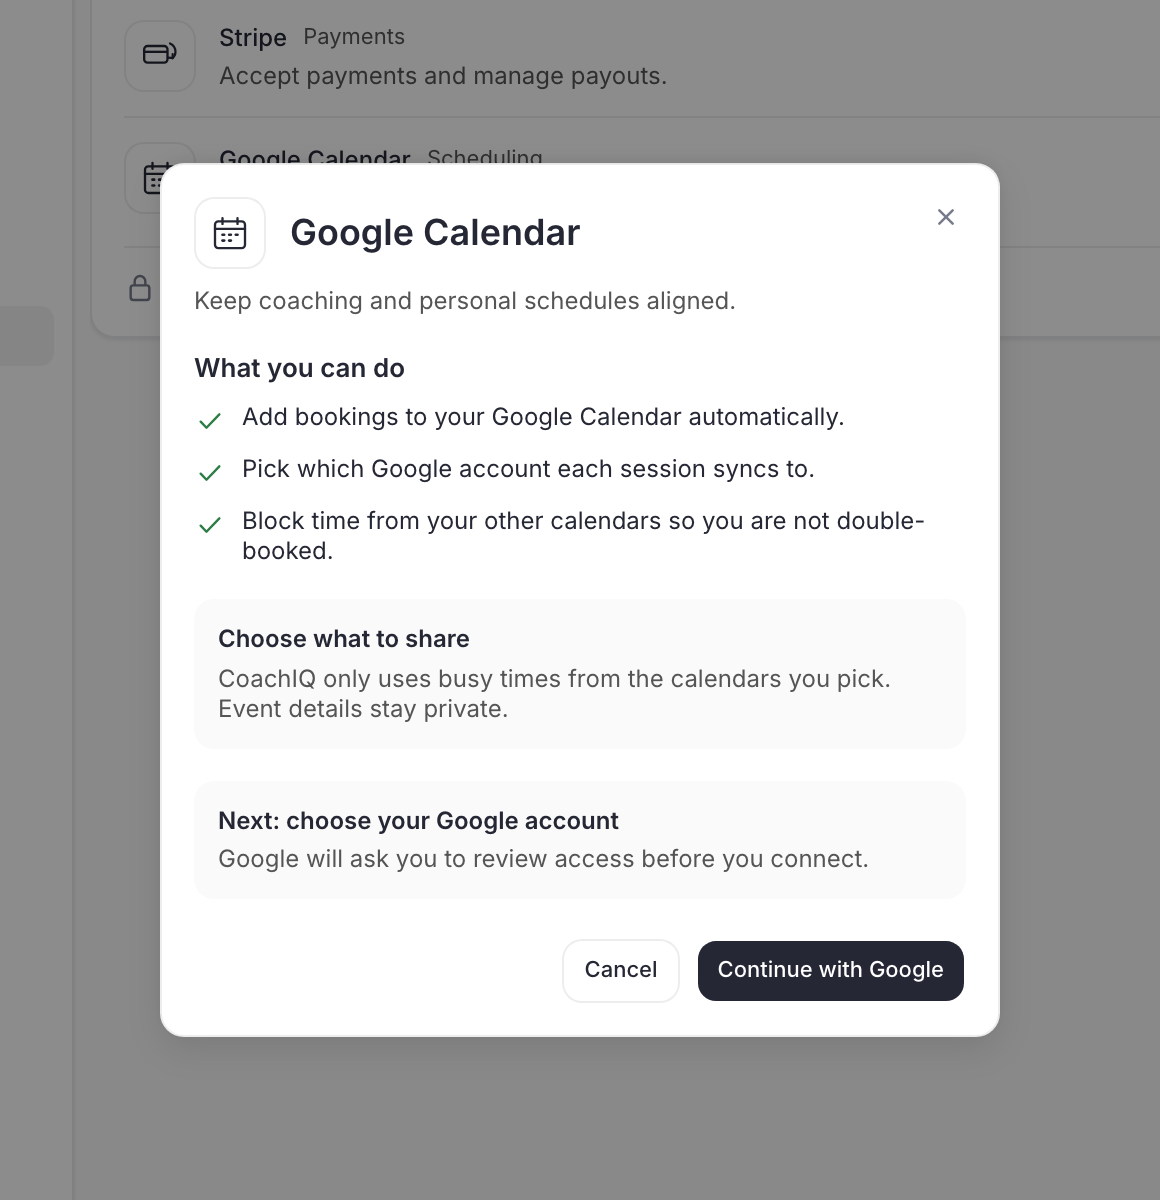 Stripe Payments
Accept payments and manage payouts.
Google Calendar Scheduling
Google Calendar
Keep coaching and personal schedules aligned.
What you can do
Add bookings to your Google Calendar automatically.
Pick which Google account each session syncs to.
Block time from your other calendars so you are not double-
booked.
Choose what to share
CoachIQ only uses busy times from the calendars you pick.
Event details stay private.
Next: choose your Google account
Google will ask you to review access before you connect.
Cancel Continue with Google